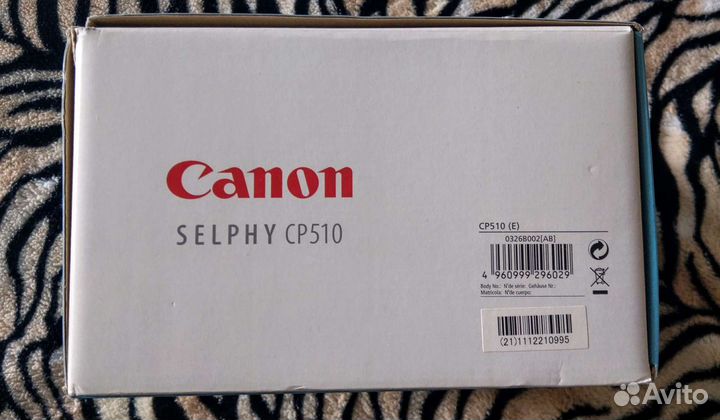 Canon
SELPHY CP510
CP510 (E)
0326B002[AB]
4 960999 296029
Body No.: N°de série: Gehäuse Nr.:
Matricola: N°de cuerpo:
(21)1112210995
Avito